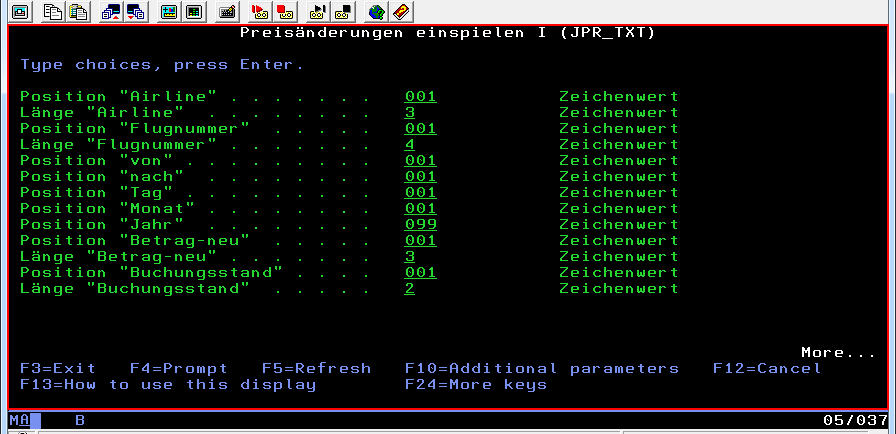 Preisänderungen einspielen I (JPR_TXT)
Type choices, press Enter.
Position "Airline" . . . . . . . 001 Zeichenwert
Länge "Airline" . . . . . . . . 3 Zeichenwert
Position "Flugnummer" . . . . . 001 Zeichenwert
Länge "Flugnummer" . . . . . . . 4 Zeichenwert
Position "von" . . . . . . . . . 001 Zeichenwert
Position "nach" . . . . . . . . 001 Zeichenwert
Position "Tag" . . . . . . . . . 001 Zeichenwert
Position "Monat" . . . . . . . . 001 Zeichenwert
Position "Jahr" . . . . . . . . 099 Zeichenwert
Position "Betrag-neu" . . . . . 001 Zeichenwert
Länge "Betrag-neu" . . . . . . . 3 Zeichenwert
Position "Buchungsstand" . . . . 001 Zeichenwert
Länge "Buchungsstand" . . . . . 2 Zeichenwert
More...
F3=Exit F4=Prompt F5=Refresh F10=Additional parameters F12=Cancel
F13=How to use this display F24=More keys
MA B 05/037